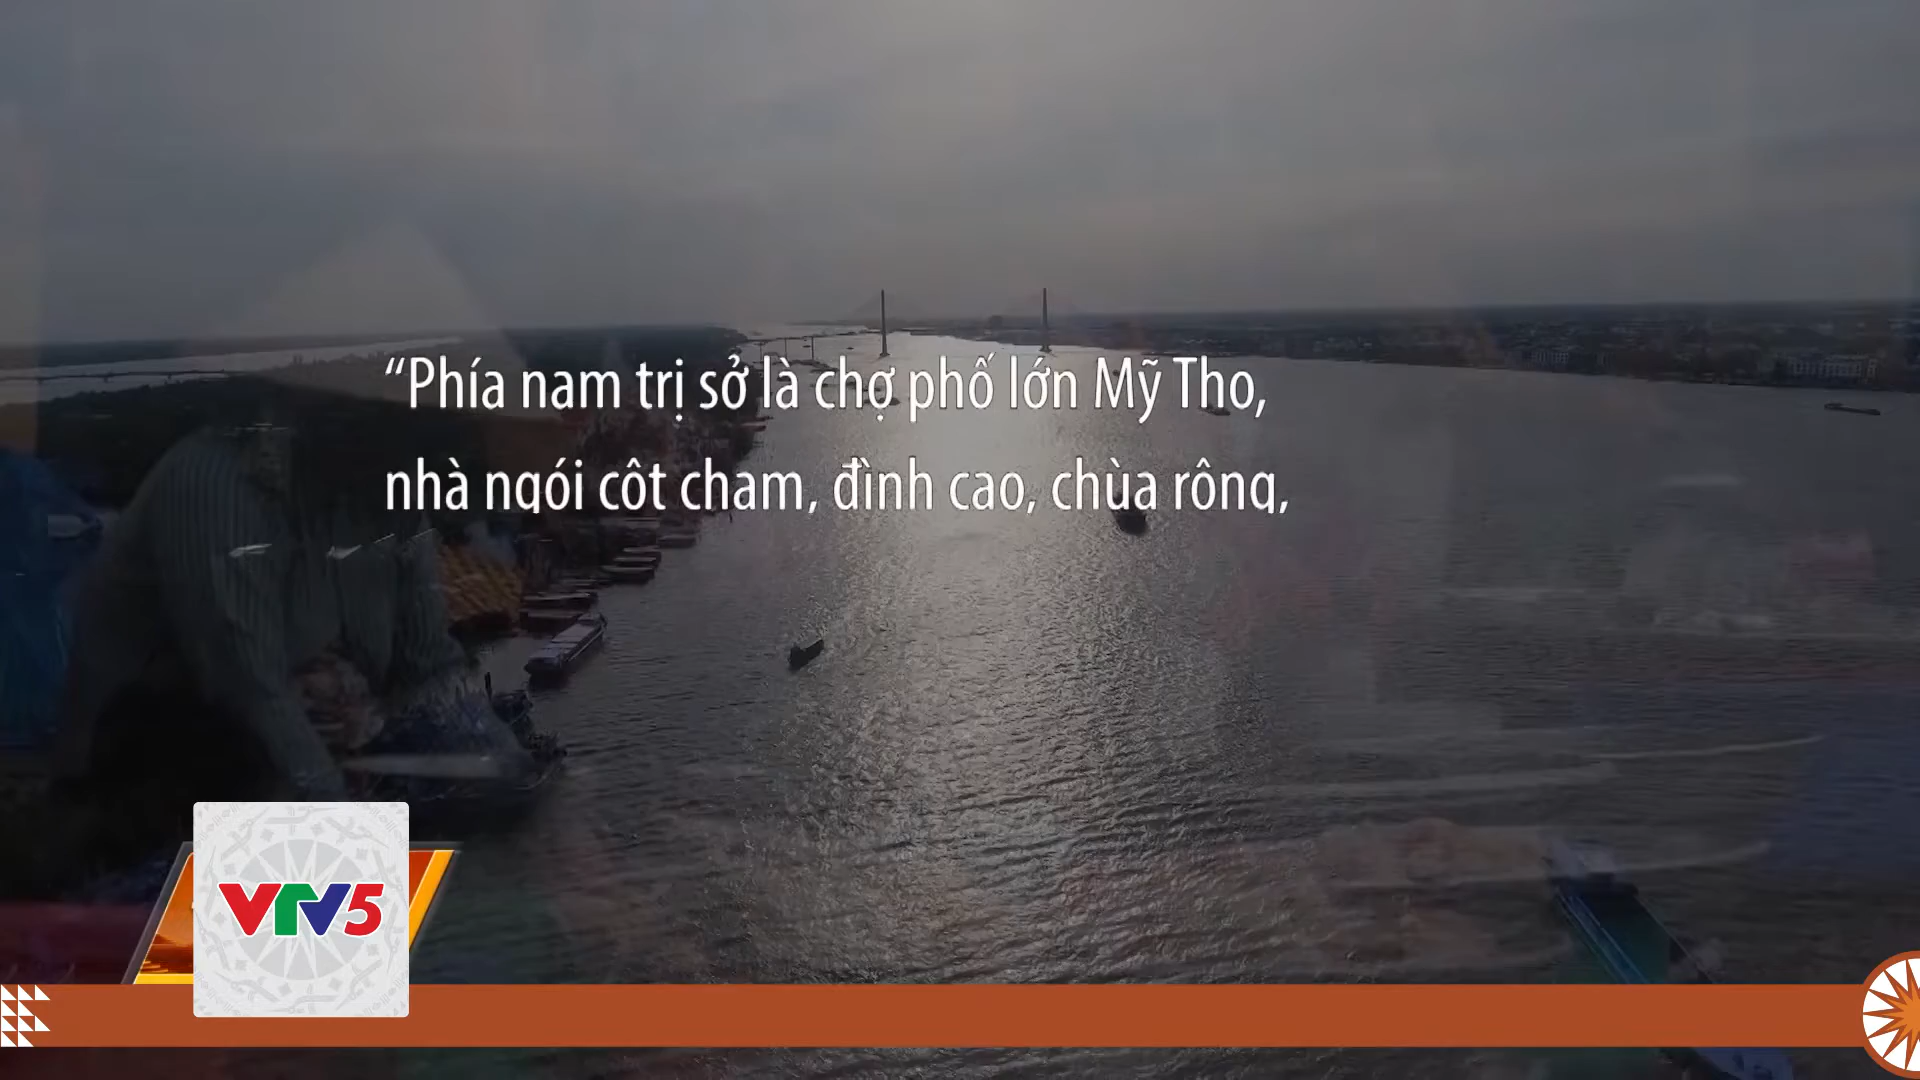 “Phía nam trị sở là chợ phố lớn Mỹ Tho,
nhà ngói cột chạm, đình cao, chùa rộng,
VTV5